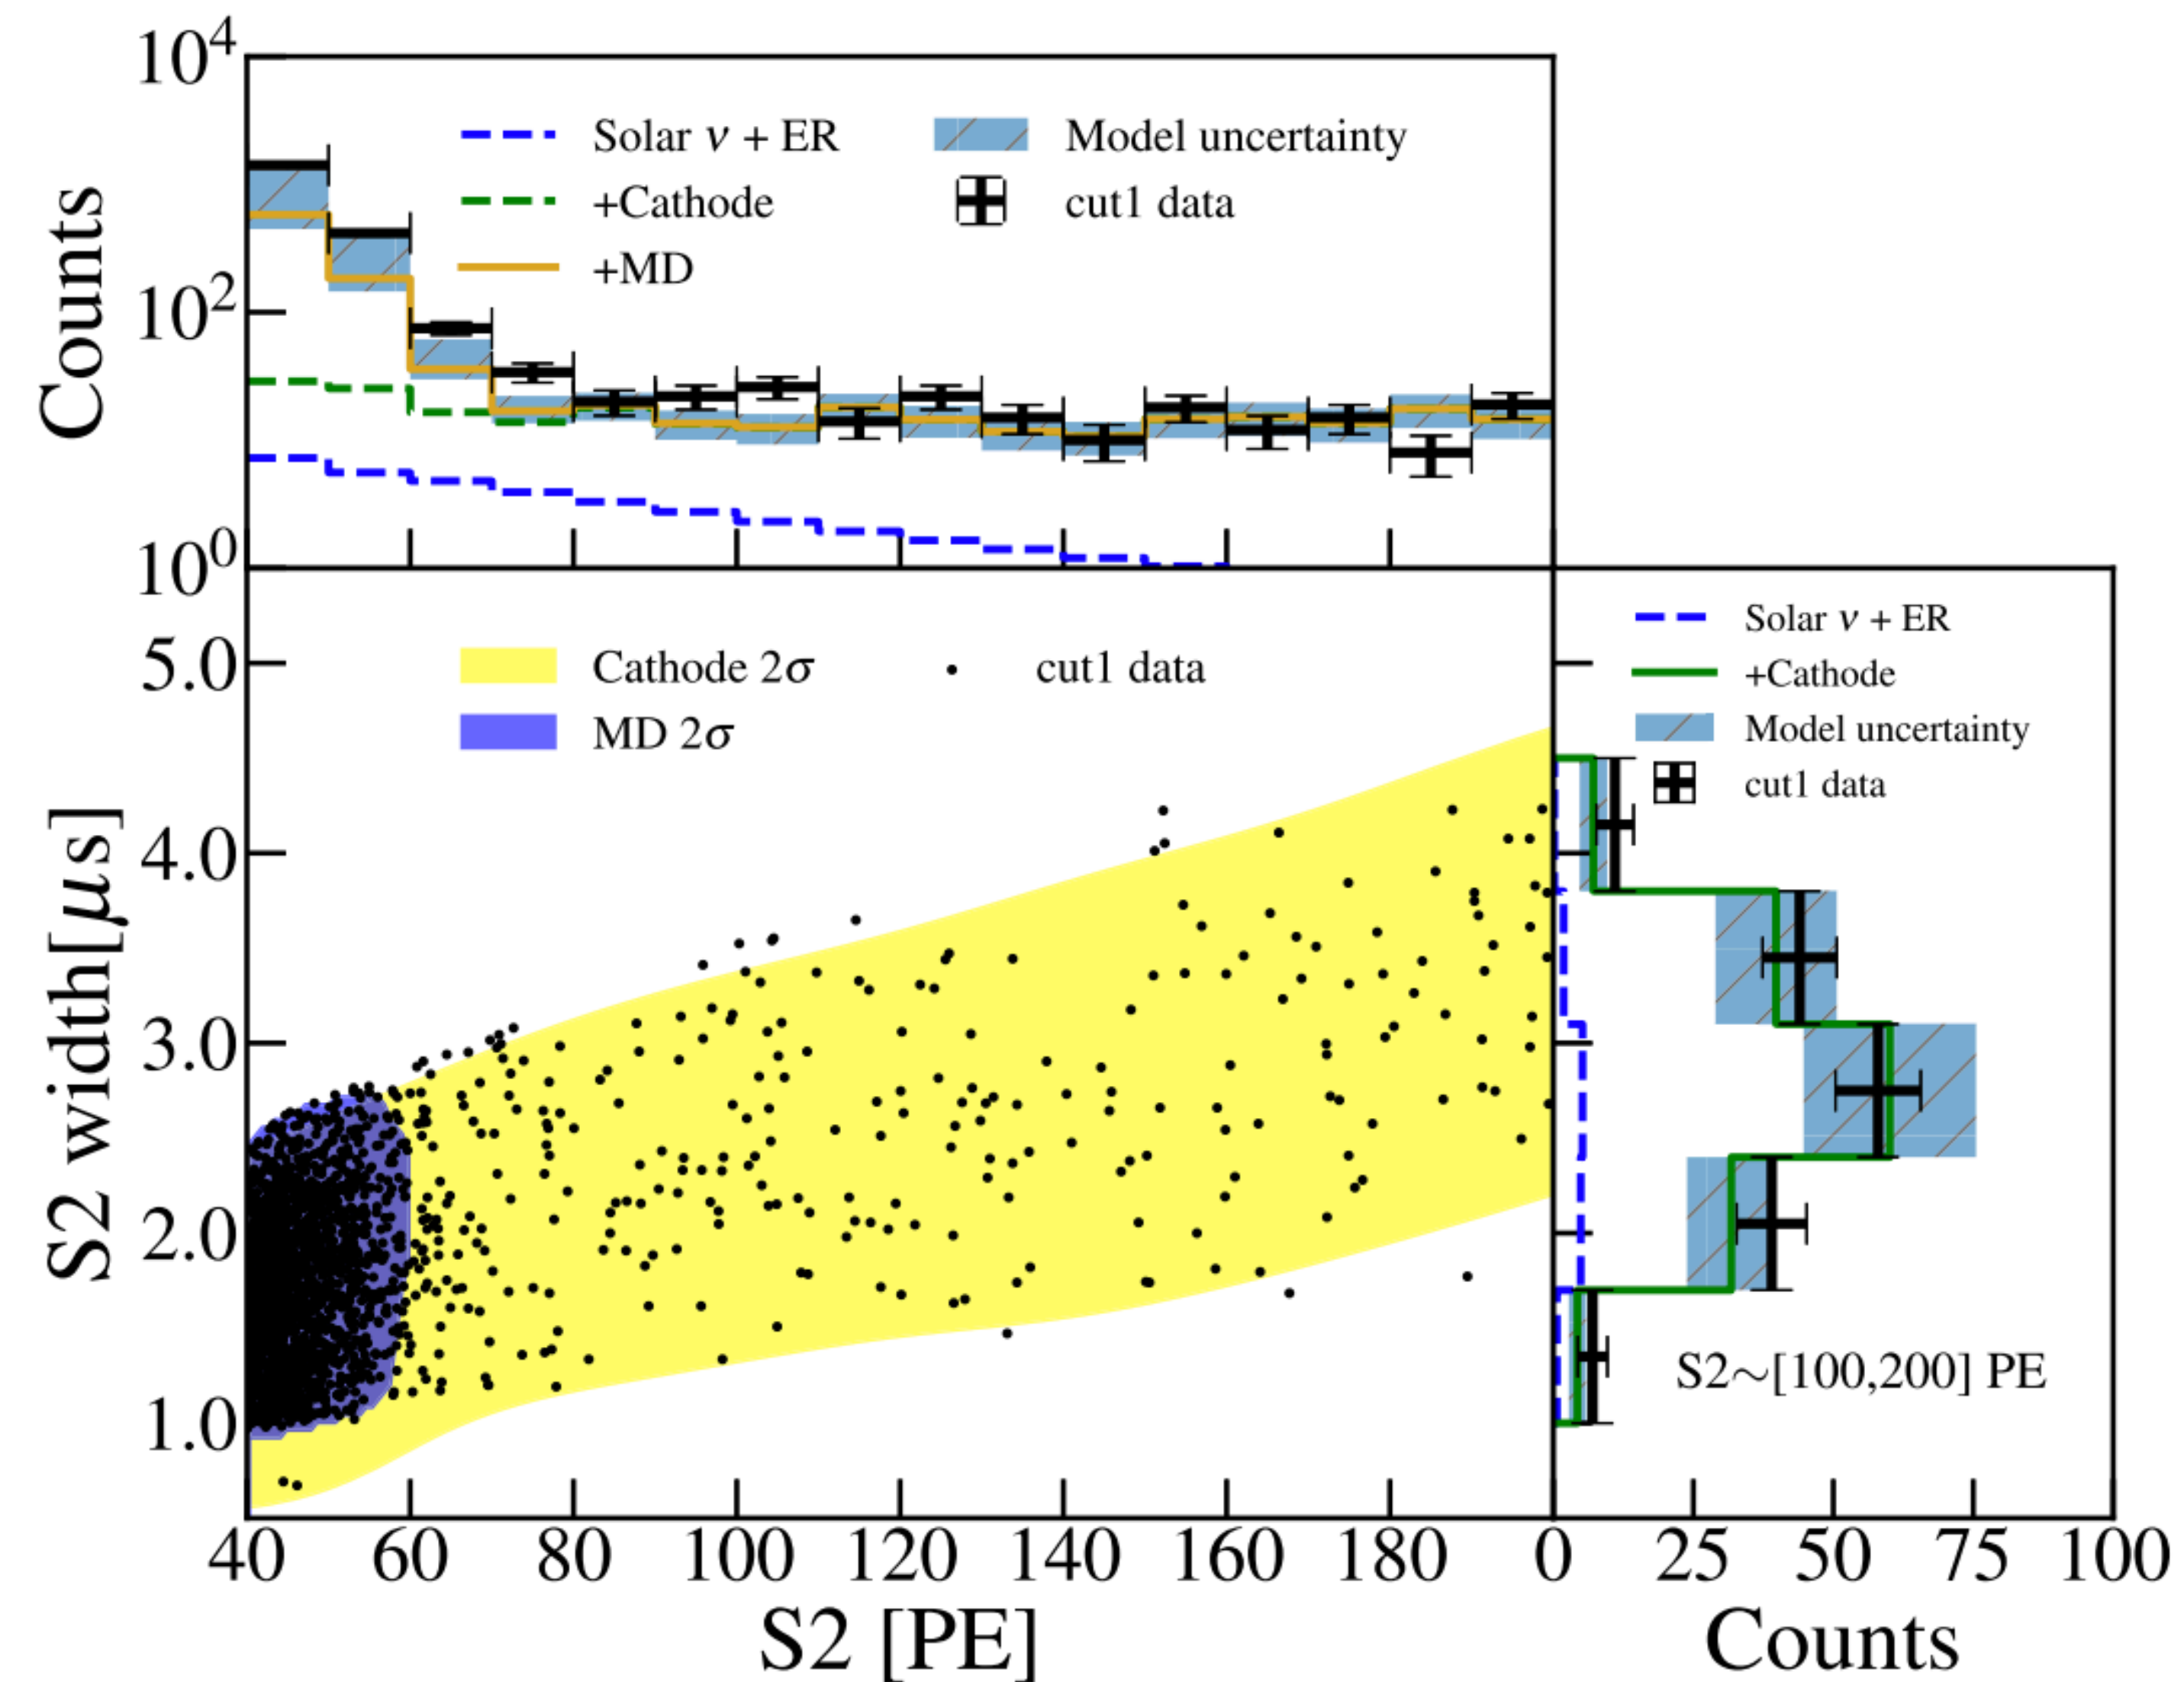 10^4
10^2
10^0
Counts
Solar ν + ER
+Cathode
+MD
Model uncertainty
cut1 data
5.0
4.0
3.0
2.0
1.0
S2 width[μs]
Cathode 2σ
MD 2σ
cut1 data
Solar ν + ER
+Cathode
Model uncertainty
cut1 data
S2~[100,200] PE
40 60 80 100 120 140 160 180 0 25 50 75 100
S2 [PE]
Counts